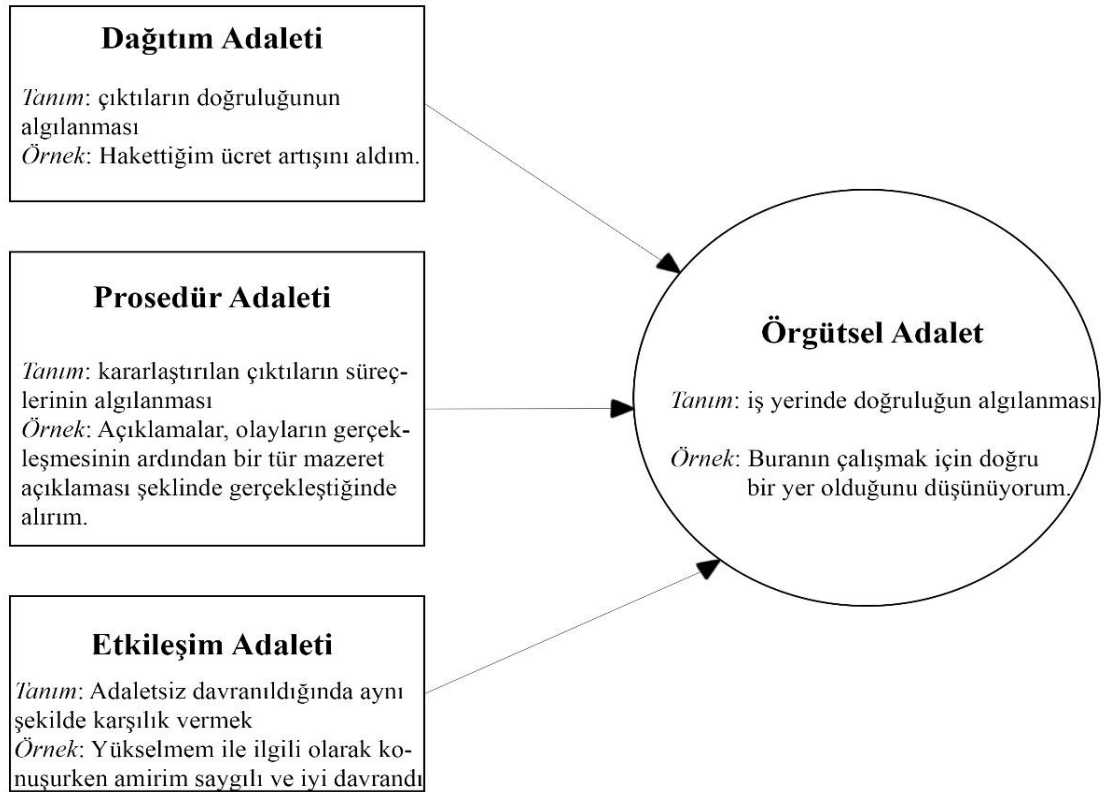 Dağıtım Adaleti
Tanım: çıktıların doğruluğunun
algılanması
Örnek: Hakettiğim ücret artışını aldım.
Prosedür Adaleti
Tanım: kararlaştırılan çıktıların süreç-
lerinin algılanması
Örnek: Açıklamalar, olayların gerçek-
leşmesinin ardından bir tür mazeret
açıklaması şeklinde gerçekleştiğinde
alırım.
Etkileşim Adaleti
Tanım: Adaletsiz davranıldığında aynı
şekilde karşılık vermek
Örnek: Yükselmem ile ilgili olarak ko-
nuşurken amirim saygılı ve iyi davrandı
Örgütsel Adalet
Tanım: iş yerinde doğruluğun algılanması
Örnek: Buranın çalışmak için doğru
bir yer olduğunu düşünüyorum.